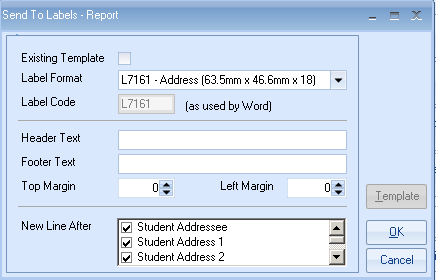 Send To Labels - Report
Existing Template
Label Format
L7161 - Address (63.5mm x 46.6mm x 18)
Label Code
L7161
(as used by Word)
Header Text
Footer Text
Top Margin
0
Left Margin
0
New Line After
Student Addressee
Student Address 1
Student Address 2
Template
OK
Cancel